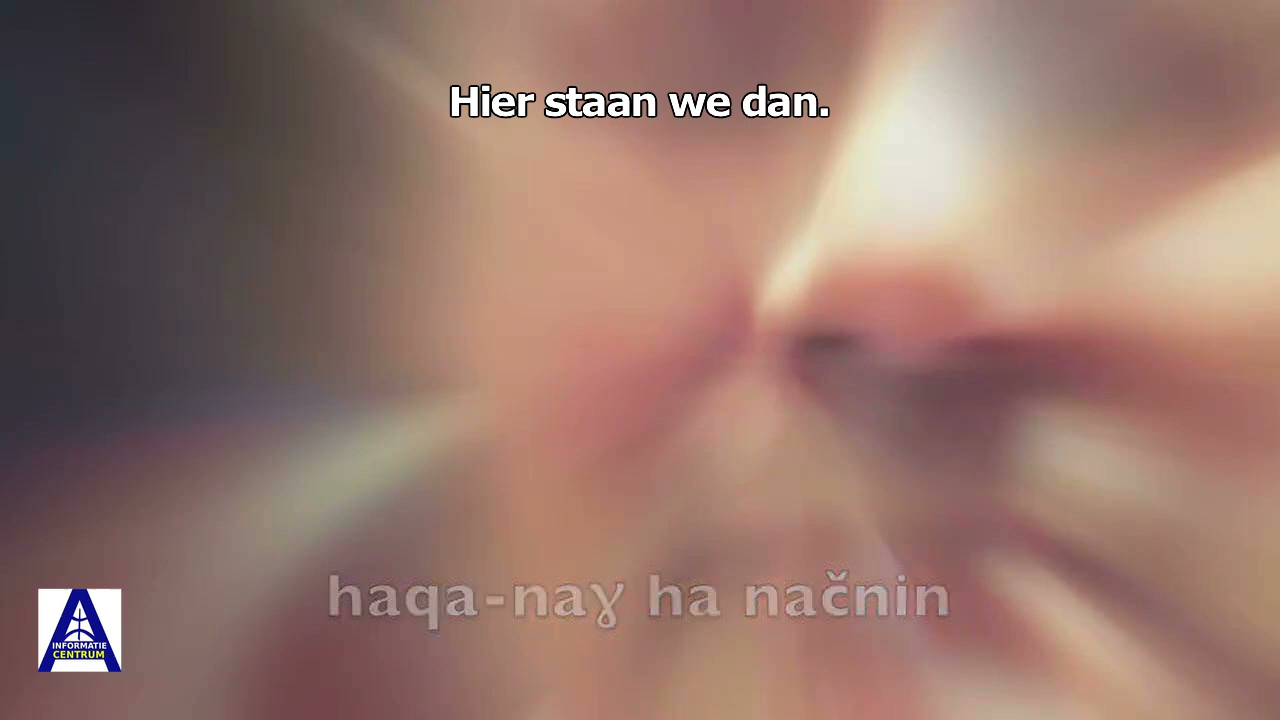 Hier staan we dan.
haqa-naɣ ha načnin
A
INFORMATIE
CENTRUM